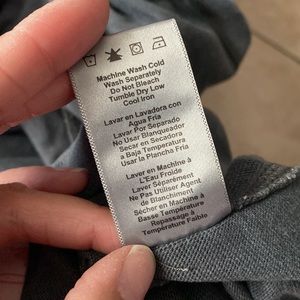 Machine Wash Cold
Wash Separately
Do Not Bleach
Tumble Dry Low
Cool Iron
Lavar en Lavadora con
Agua Fria
Lavar Por Separado
No Usar Blanqueador
Secar en Secadora
a Baja Temperatura
Usar la Plancha Fria
Laver en Machine à
L'Eau Froide
Laver Séparément
Ne Pas Utiliser Agent
de Blanchiment
Sécher en Machine à
Basse Température
Repassage à
Température Faible